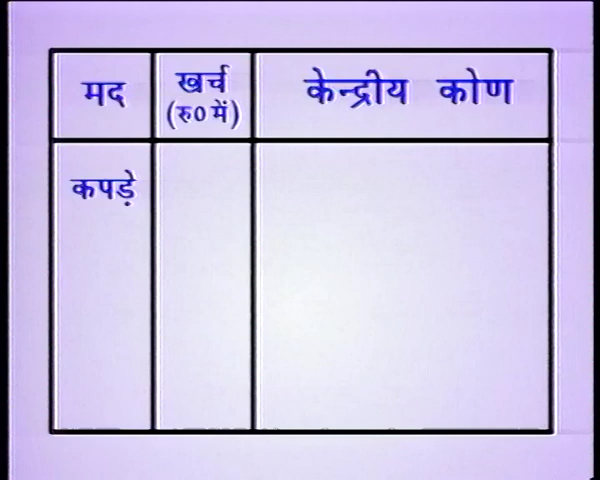 मद
खर्च
(रु0 में)
केन्द्रीय कोण
कपड़े